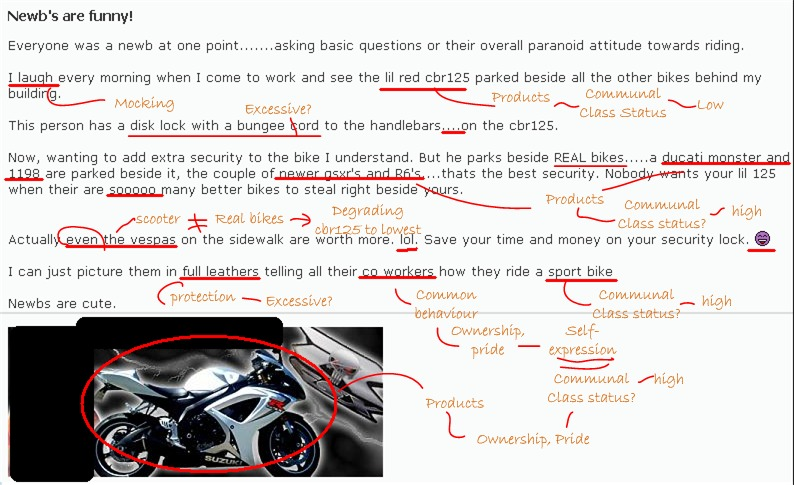 Newb's are funny!
Everyone was a newb at one point.......asking basic questions or their overall paranoid attitude towards riding.
I laugh every morning when I come to work and see the lil red cbr125 parked beside all the other bikes behind my
building.
Mocking
Excessive?
Products
Communal
Class Status
Low
This person has a disk lock with a bungee cord to the handlebars....on the cbr125.
Now, wanting to add extra security to the bike I understand. But he parks beside REAL bikes.....a ducati monster and
1198 are parked beside it, the couple of newer gsxr's and R6's....thats the best security. Nobody wants your lil 125
when their are sooooo many better bikes to steal right beside yours.
scooter
Real bikes
Degrading
cbr125 to lowest
Products
Communal
Class status?
high
Actually even the vespas on the sidewalk are worth more. lol. Save your time and money on your security lock.
I can just picture them in full leathers telling all their co workers how they ride a sport bike
protection
Excessive?
Common
behaviour
Communal
Class status?
high
Newbs are cute.
Ownership,
pride
Self-
expression
Communal
Class status?
high
Products
Ownership, Pride
SUZUKI